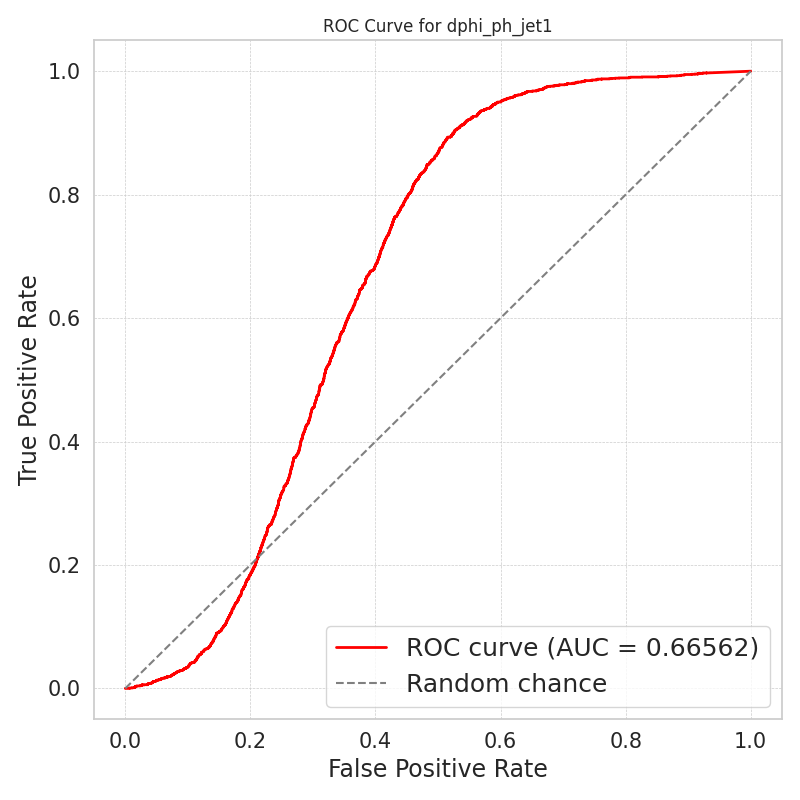 ROC Curve for dphi_ph_jet1
1.0
0.8
0.6
0.4
0.2
0.0
True Positive Rate
ROC curve (AUC = 0.66562)
Random chance
0.0 0.2 0.4 0.6 0.8 1.0
False Positive Rate